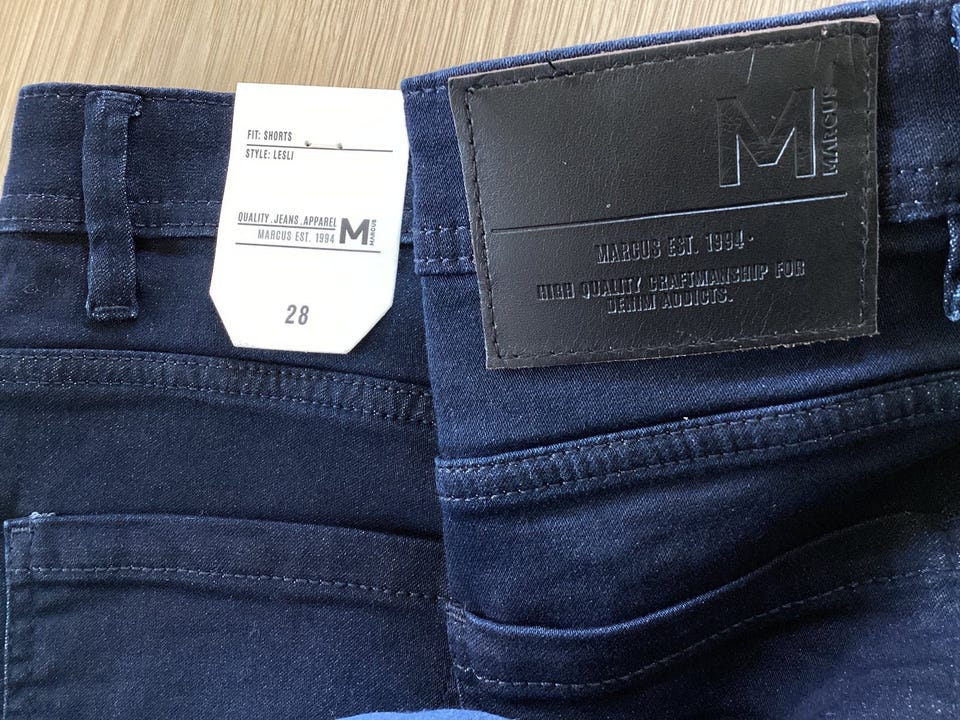 FIT: SHORTS
STYLE: LESLI
QUALITY.JEANS.APPAREL
MARCUS EST. 1994
M
MARCUS
28
M
MARCUS
MARCUS EST. 1994.
HIGH QUALITY CRAFTMANSHIP FOR
DENIM ADDICTS.